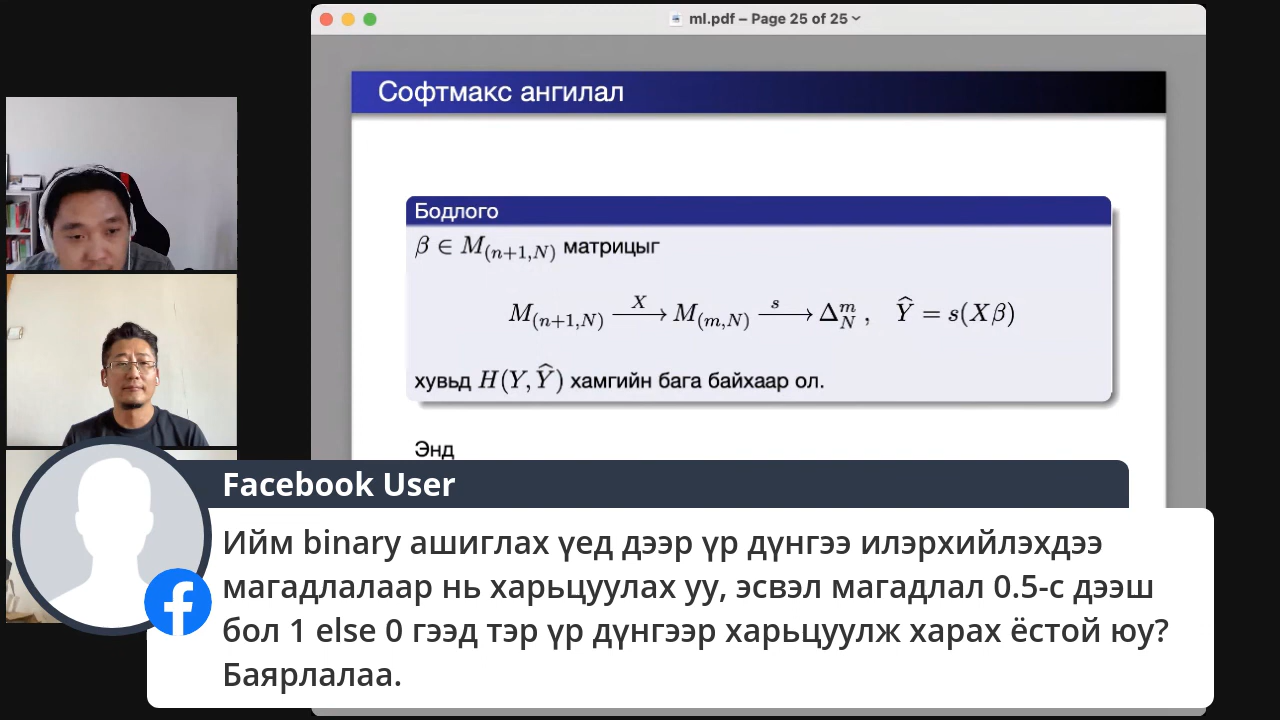 ml.pdf – Page 25 of 25
Софтмакс ангилал
Бодлого
β ∈ M₍ₙ₊₁,N₎ матрицыг
M₍ₙ₊₁,N₎ —X→ M₍ₘ,N₎ —s→ Δᵐ_N , Ŷ = s(Xβ)
хувьд H(Y, Ŷ) хамгийн бага байхаар ол.
Энд
Facebook User
Ийм binary ашиглах үед дээр үр дүнгээ илэрхийлэхдээ
магадлалаар нь харьцуулах уу, эсвэл магадлал 0.5-с дээш
бол 1 else 0 гээд тэр үр дүнгээр харьцуулж харах ёстой юу?
Баярлалаа.